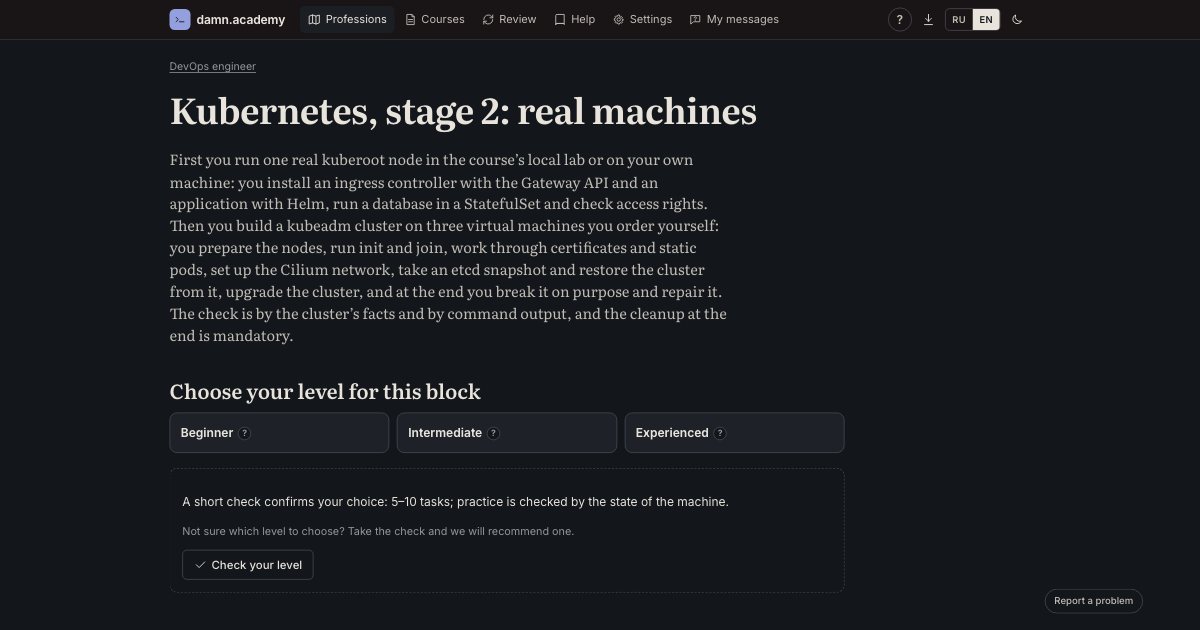 damn.academy Professions Courses Review Help Settings My messages ? RU EN
DevOps engineer
Kubernetes, stage 2: real machines
First you run one real kuberoot node in the course’s local lab or on your own
machine: you install an ingress controller with the Gateway API and an
application with Helm, run a database in a StatefulSet and check access rights.
Then you build a kubeadm cluster on three virtual machines you order yourself:
you prepare the nodes, run init and join, work through certificates and static
pods, set up the Cilium network, take an etcd snapshot and restore the cluster
from it, upgrade the cluster, and at the end you break it on purpose and repair it.
The check is by the cluster’s facts and by command output, and the cleanup at the
end is mandatory.
Choose your level for this block
Beginner ? Intermediate ? Experienced ?
A short check confirms your choice: 5–10 tasks; practice is checked by the state of the machine.
Not sure which level to choose? Take the check and we will recommend one.
Check your level
Report a problem